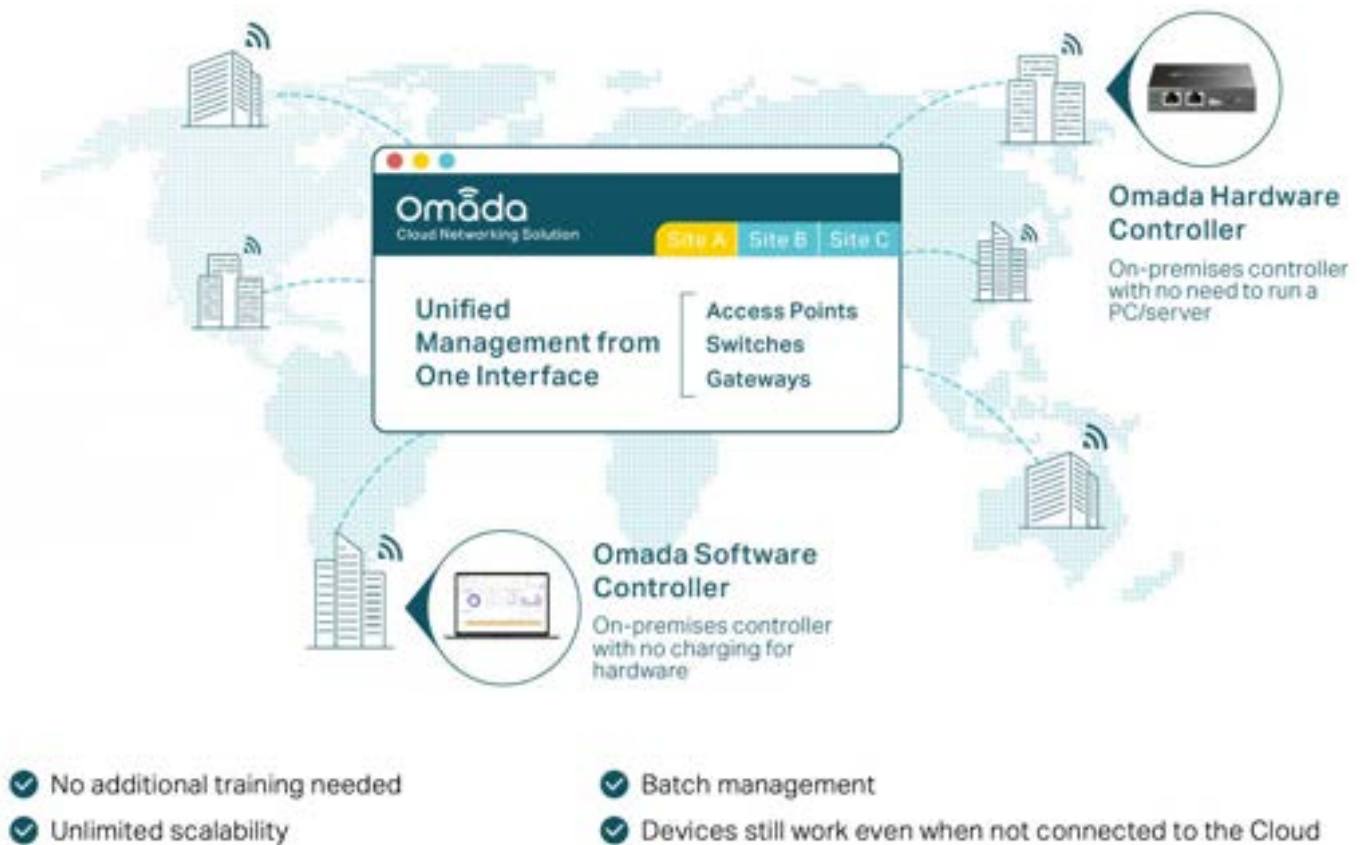 Omada
Cloud Networking Solution
Site A
Site B
Site C
Unified
Management from
One Interface
Access Points
Switches
Gateways
Omada Hardware
Controller
On-premises controller
with no need to run a
PC/server
Omada Software
Controller
On-premises controller
with no charging for
hardware
No additional training needed
Batch management
Unlimited scalability
Devices still work even when not connected to the Cloud